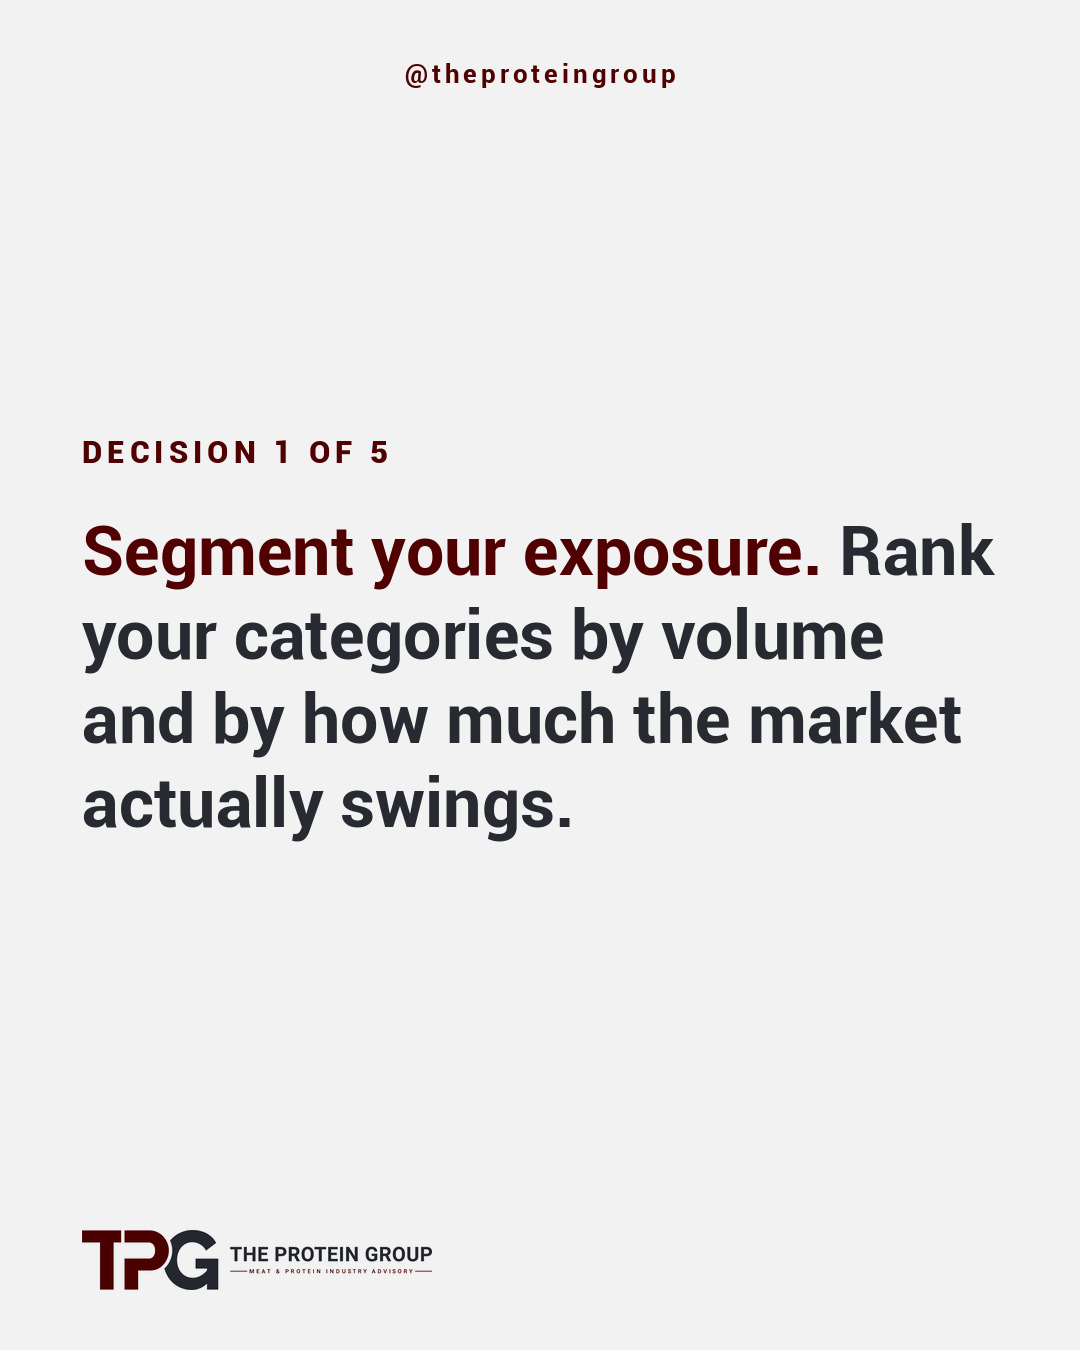 @theproteingroup
DECISION 1 OF 5
Segment your exposure. Rank
your categories by volume
and by how much the market
actually swings.
TPG
THE PROTEIN GROUP
MEAT & PROTEIN INDUSTRY ADVISORY